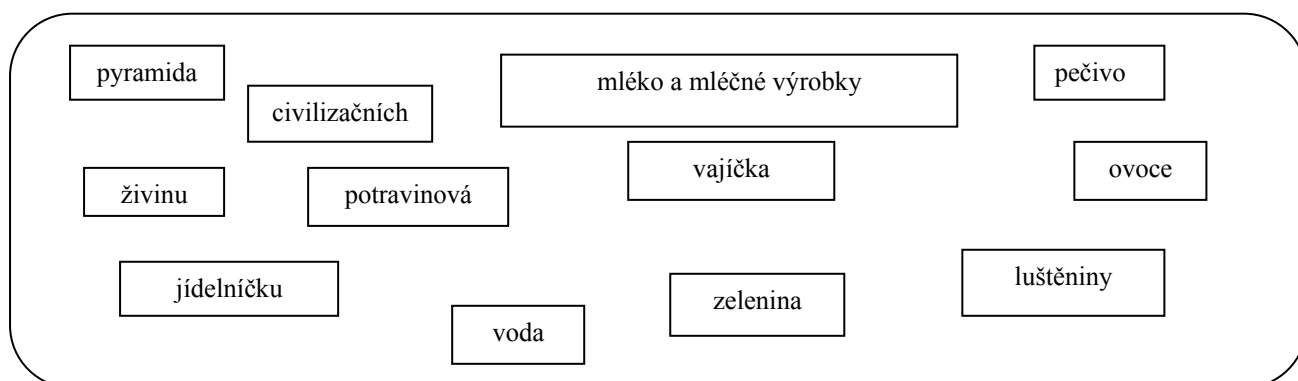 pyramida
mléko a mléčné výrobky
pečivo
civilizačních
vajíčka
ovoce
živinu
potravinová
jídelníčku
zelenina
luštěniny
voda